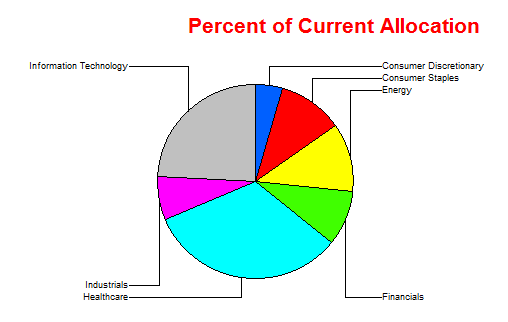 Percent of Current Allocation
Information Technology
Consumer Discretionary
Consumer Staples
Energy
Industrials
Healthcare
Financials